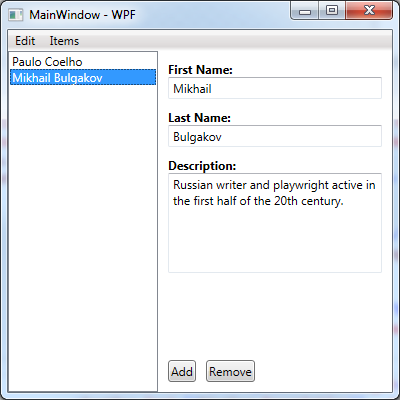 MainWindow - WPF
Edit Items
Paulo Coelho
Mikhail Bulgakov
First Name:
Mikhail
Last Name:
Bulgakov
Description:
Russian writer and playwright active in
the first half of the 20th century.
Add Remove